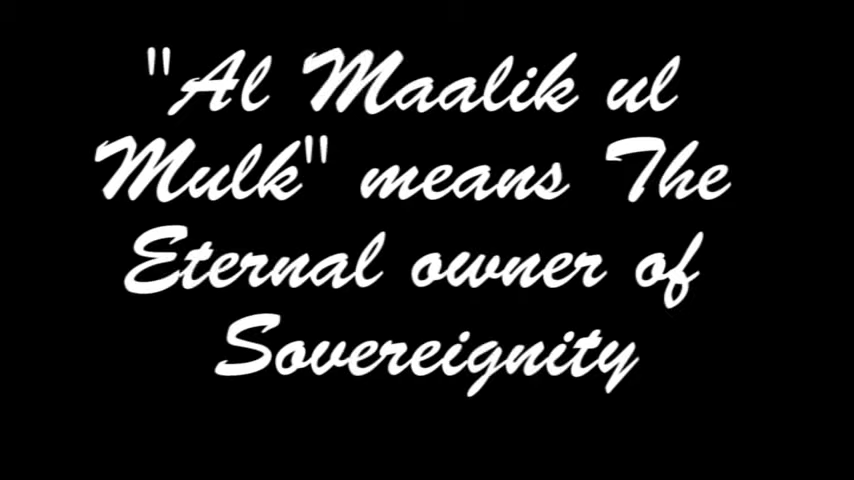 "Al Maalik ul
Mulk" means The
Eternal owner of
Sovereignity